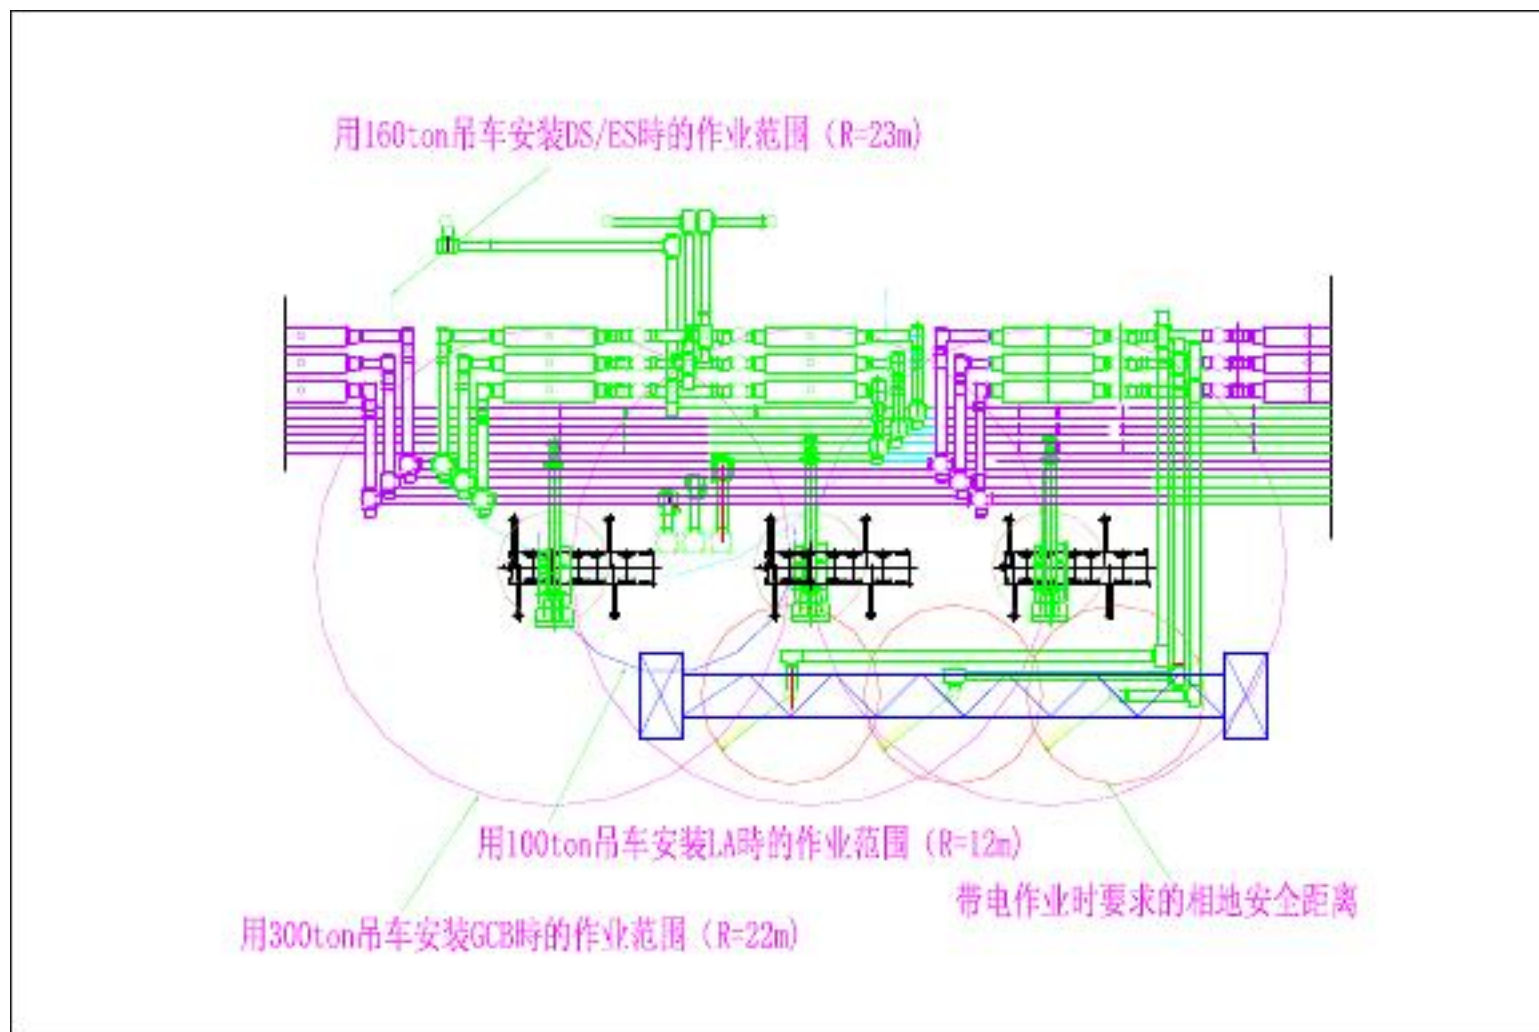 用160ton吊车安装DS/ES時的作业范围（R=23m）
用100ton吊车安装LA時的作业范围（R=12m）
带电作业时要求的相地安全距离
用300ton吊车安装GCB時的作业范围（R=22m）